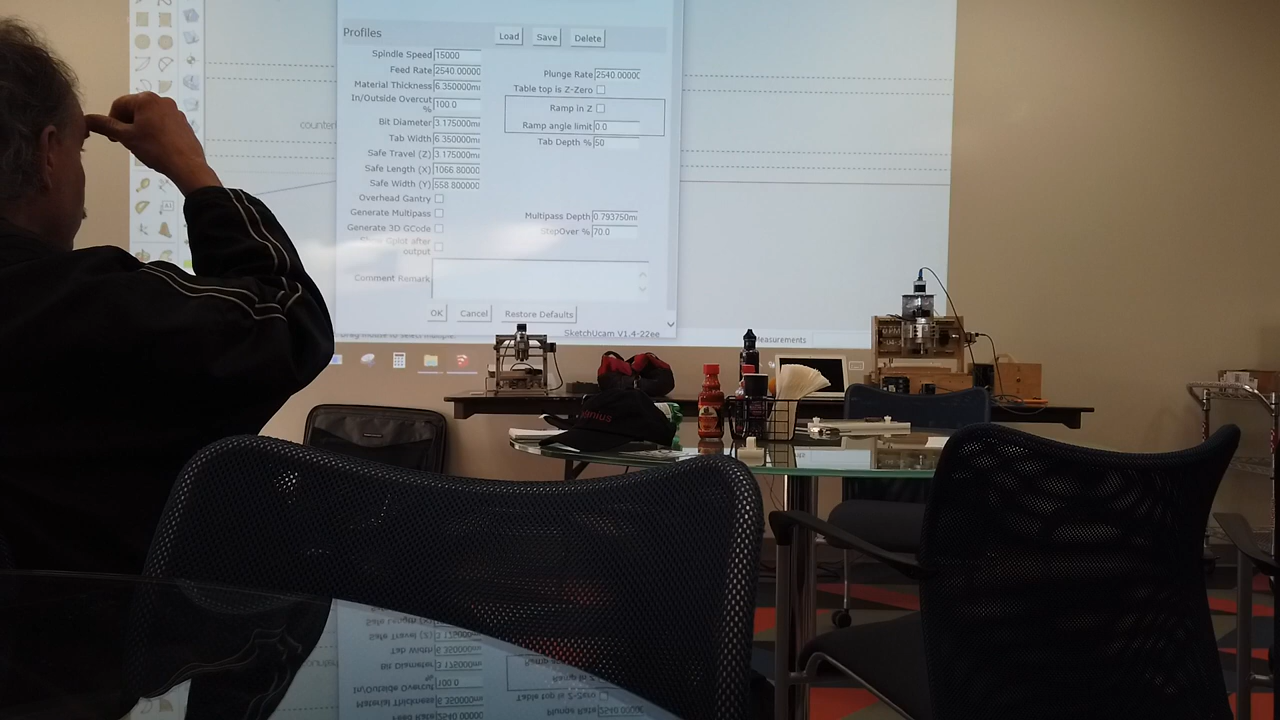 Profiles Load Save Delete
Spindle Speed 15000
Feed Rate 2540.00000 Plunge Rate 2540.00000
Material Thickness 6.350000m Table top is Z-Zero
In/Outside Overcut % 100.0 Ramp in Z
Bit Diameter 3.175000m Ramp angle limit 0.0
Tab Width 6.350000m Tab Depth % 50
Safe Travel (Z) 3.175000m
Safe Length (X) 1066.80000
Safe Width (Y) 558.800000
Overhead Gantry
Generate Multipass Multipass Depth 0.793750m
Generate 3D GCode StepOver % 70.0
Show Gplot after output
Comment Remark
OK Cancel Restore Defaults
SketchUcam V1.4-22ee
Measurements